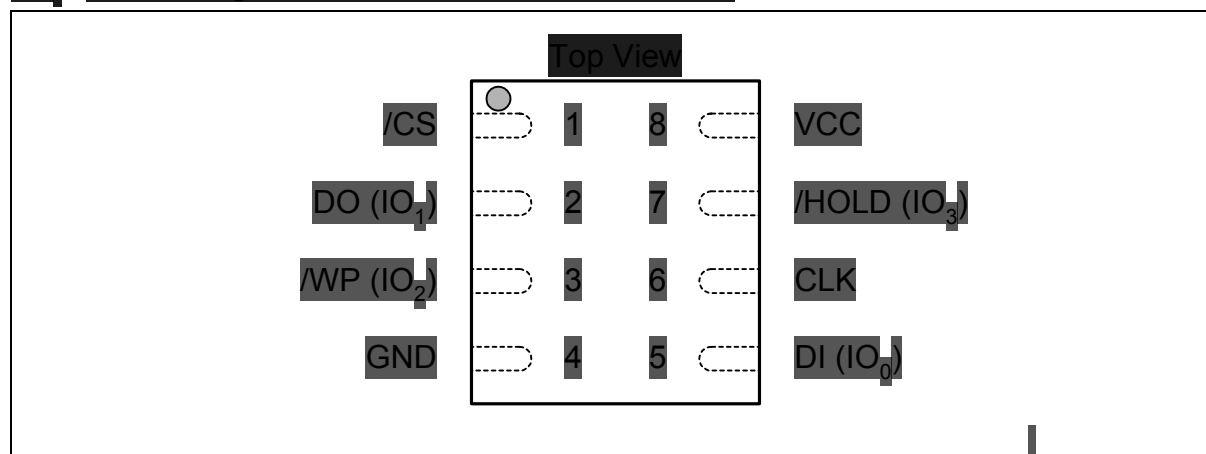 Top View
/CS 1 8 VCC
DO (IO1) 2 7 /HOLD (IO3)
/WP (IO2) 3 6 CLK
GND 4 5 DI (IO0)